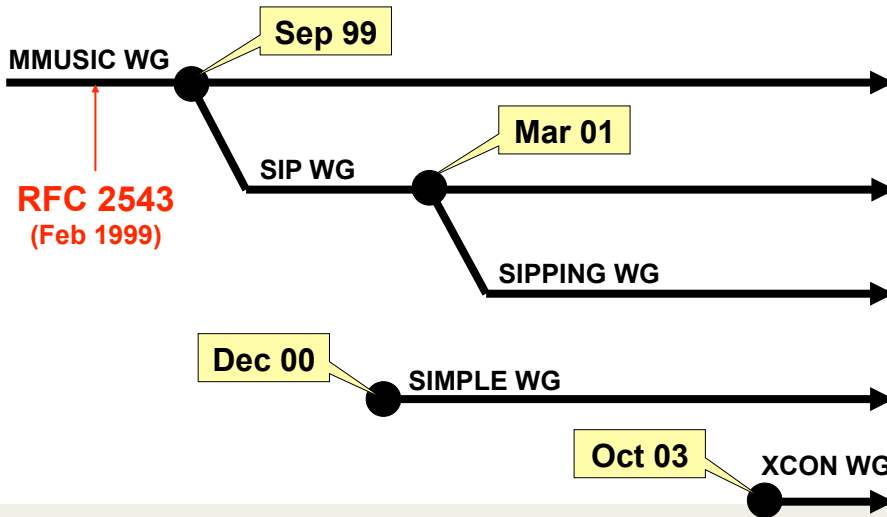 Sep 99
MMUSIC WG
Mar 01
SIP WG
RFC 2543
(Feb 1999)
SIPPING WG
Dec 00
SIMPLE WG
Oct 03
XCON WG